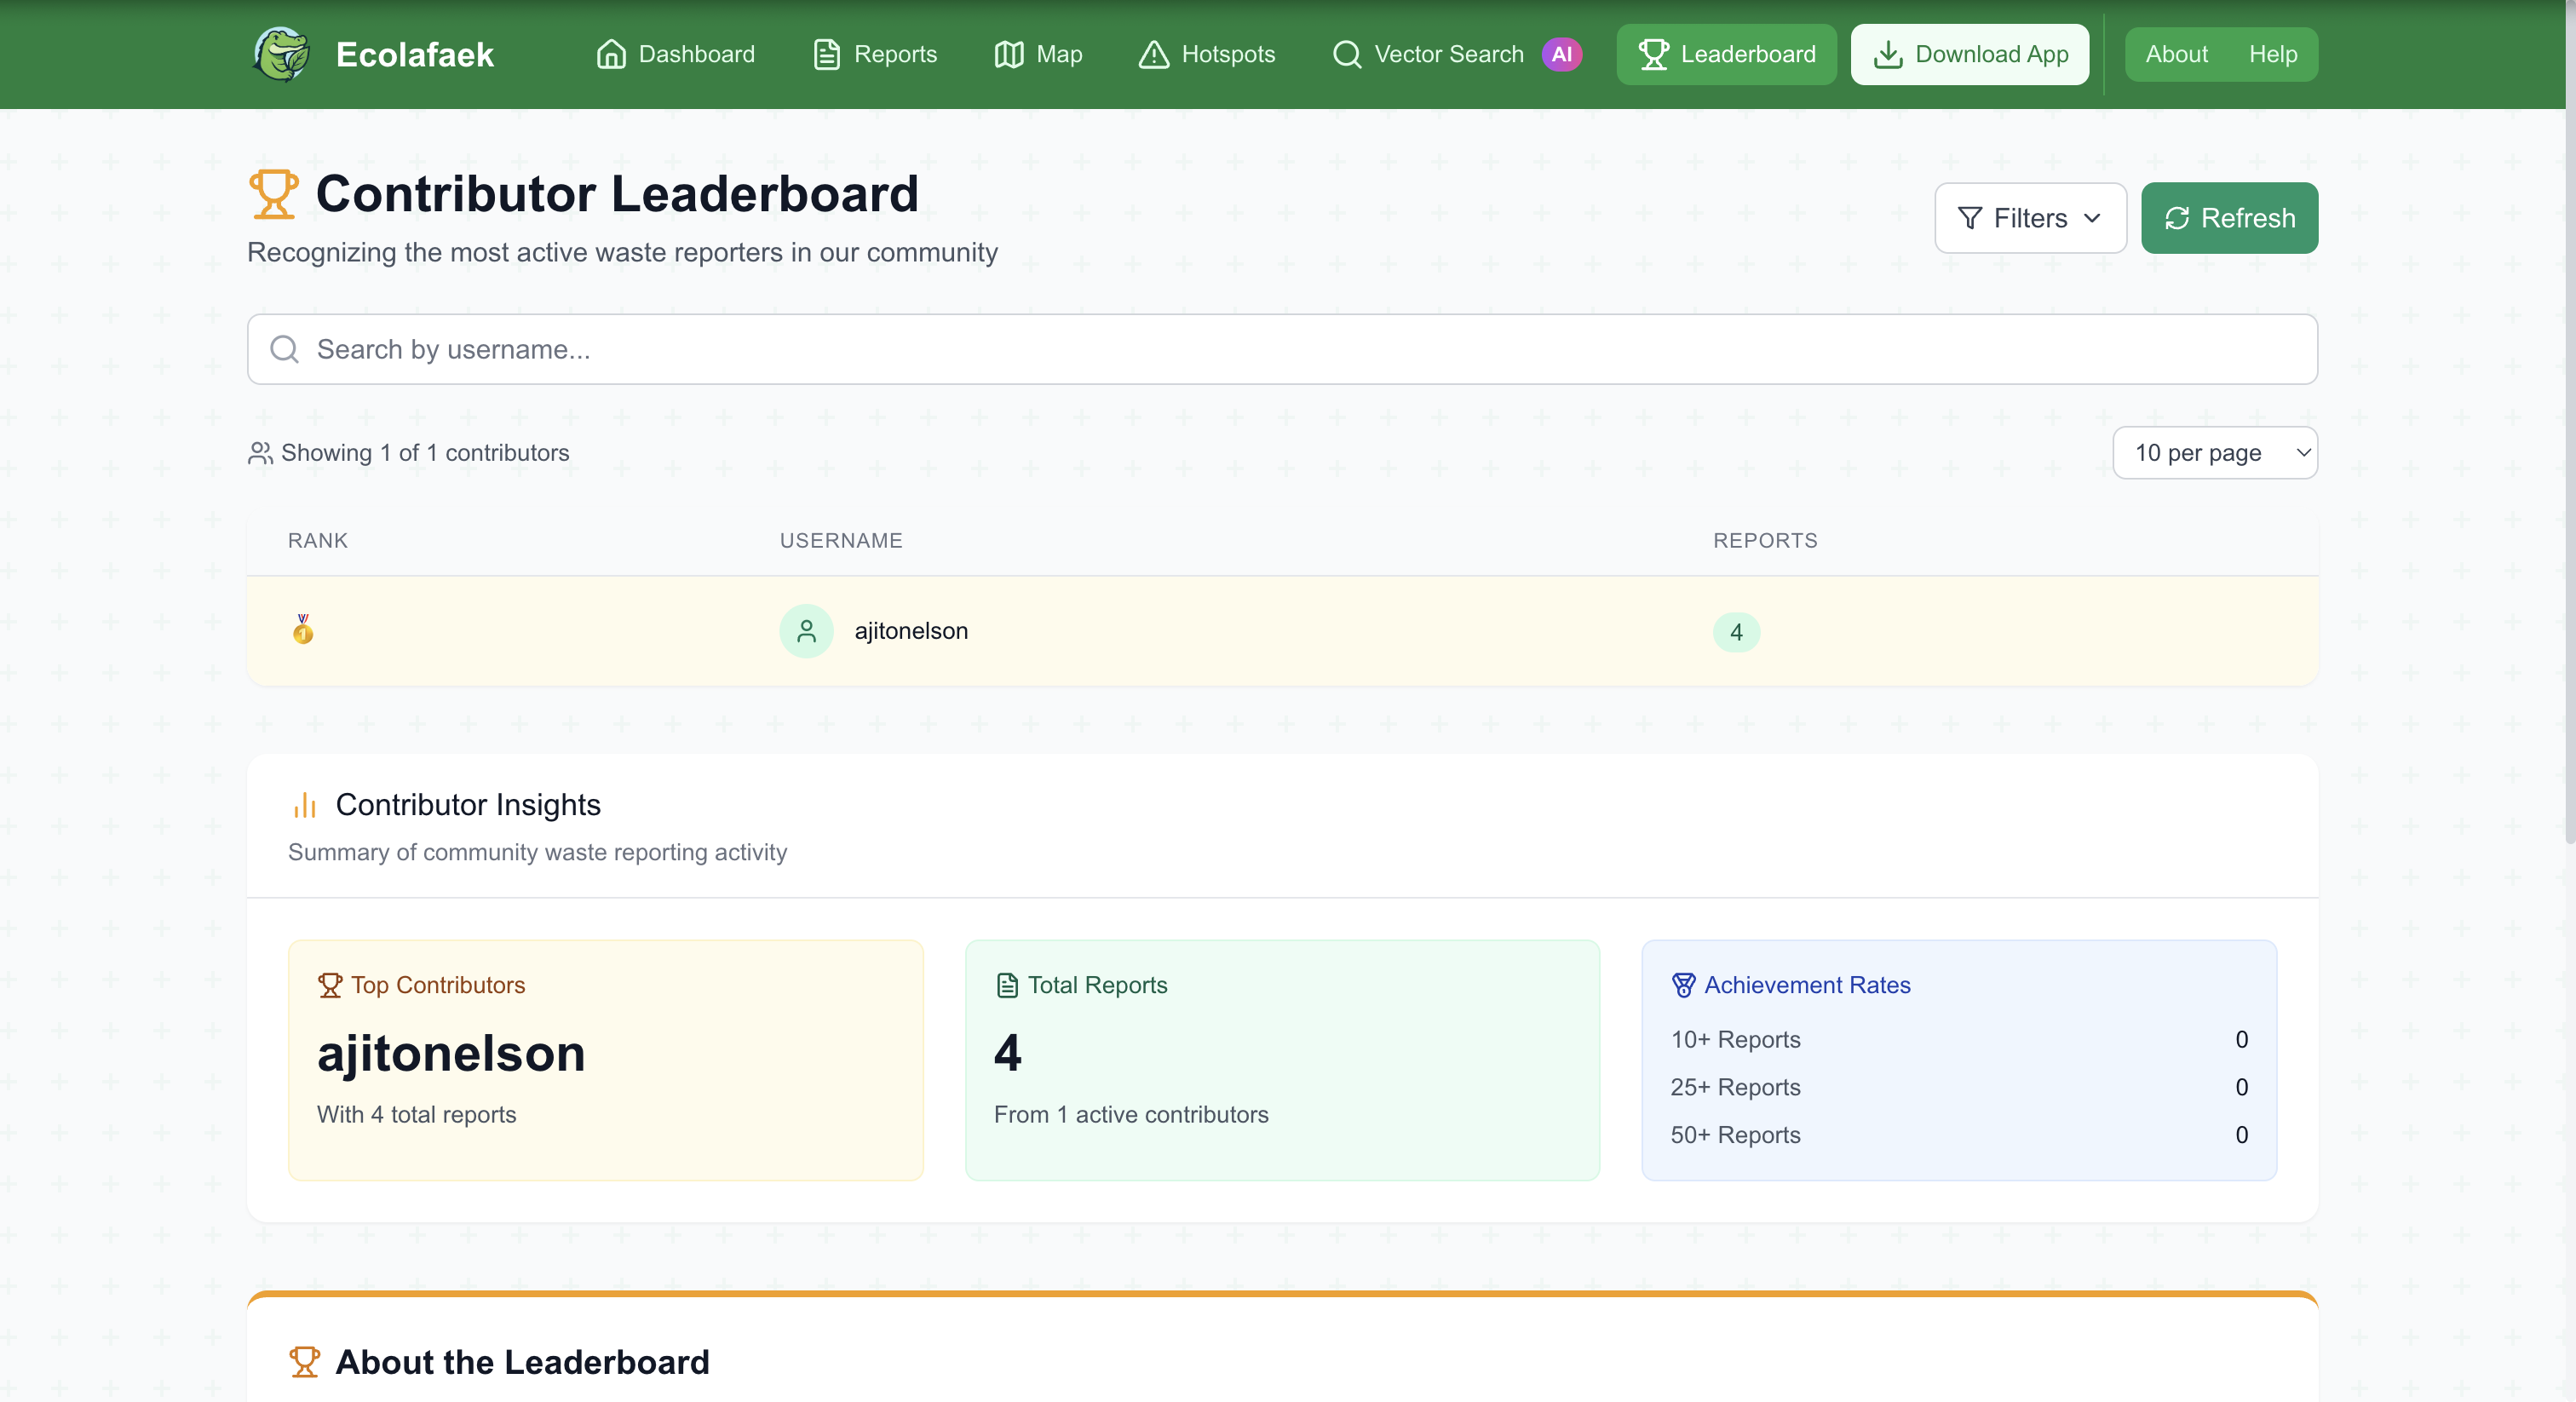 Ecolafaek
Dashboard
Reports
Map
Hotspots
Vector Search AI
Leaderboard
Download App
About
Help
Contributor Leaderboard
Recognizing the most active waste reporters in our community
Filters
Refresh
Search by username...
Showing 1 of 1 contributors
10 per page
RANK USERNAME REPORTS
1 ajitonelson 4
Contributor Insights
Summary of community waste reporting activity
Top Contributors
ajitonelson
With 4 total reports
Total Reports
4
From 1 active contributors
Achievement Rates
10+ Reports 0
25+ Reports 0
50+ Reports 0
About the Leaderboard